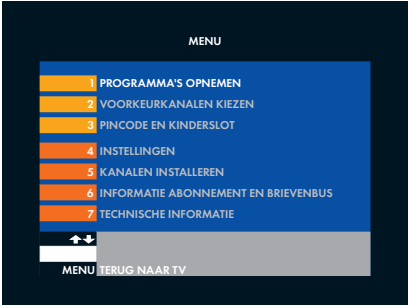 MENU
1 PROGRAMMA'S OPNEMEN
2 VOORKEURKANALEN KIEZEN
3 PINCODE EN KINDERSLOT
4 INSTELLINGEN
5 KANALEN INSTALLEREN
6 INFORMATIE ABONNEMENT EN BRIEVENBUS
7 TECHNISCHE INFORMATIE
MENU TERUG NAAR TV